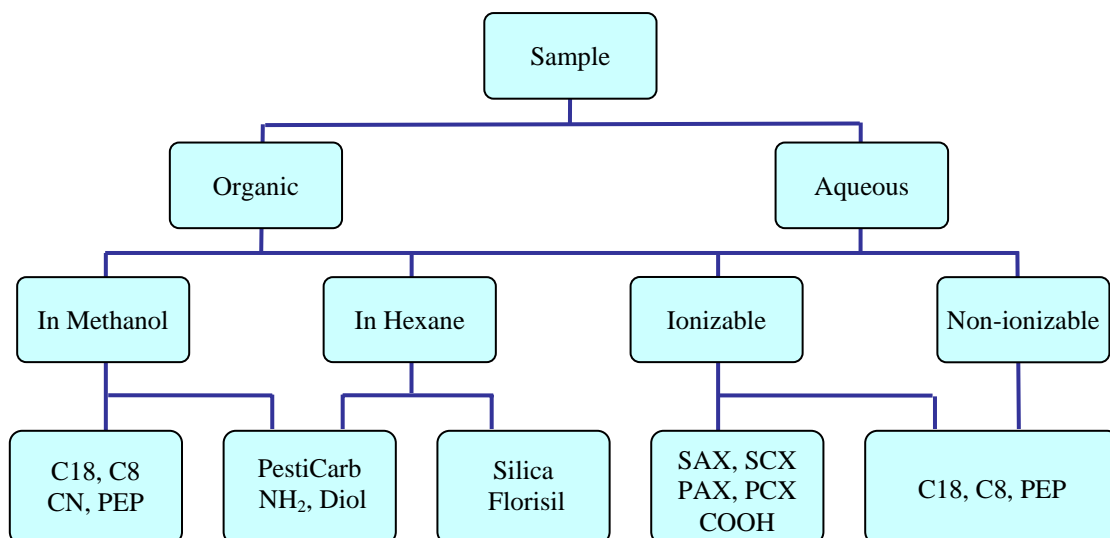 Sample
Organic
Aqueous
In Methanol
In Hexane
Ionizable
Non-ionizable
C18, C8
CN, PEP
PestiCarb
NH₂, Diol
Silica
Florisil
SAX, SCX
PAX, PCX
COOH
C18, C8, PEP